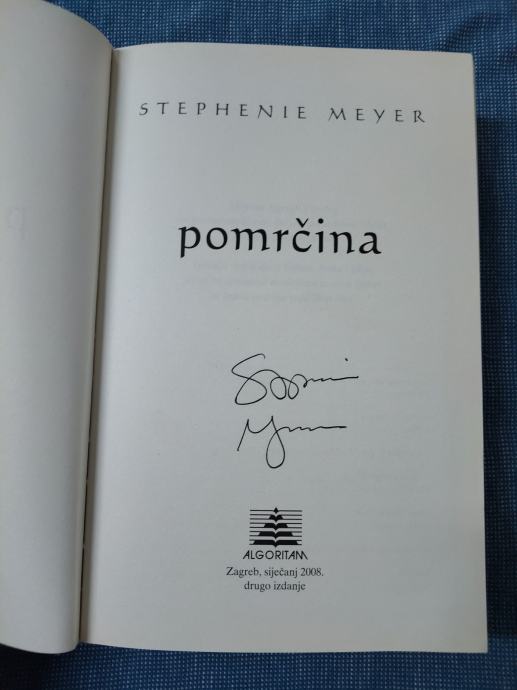 STEPHENIE MEYER
pomrčina
ALGORITAM
Zagreb, siječanj 2008.
drugo izdanje